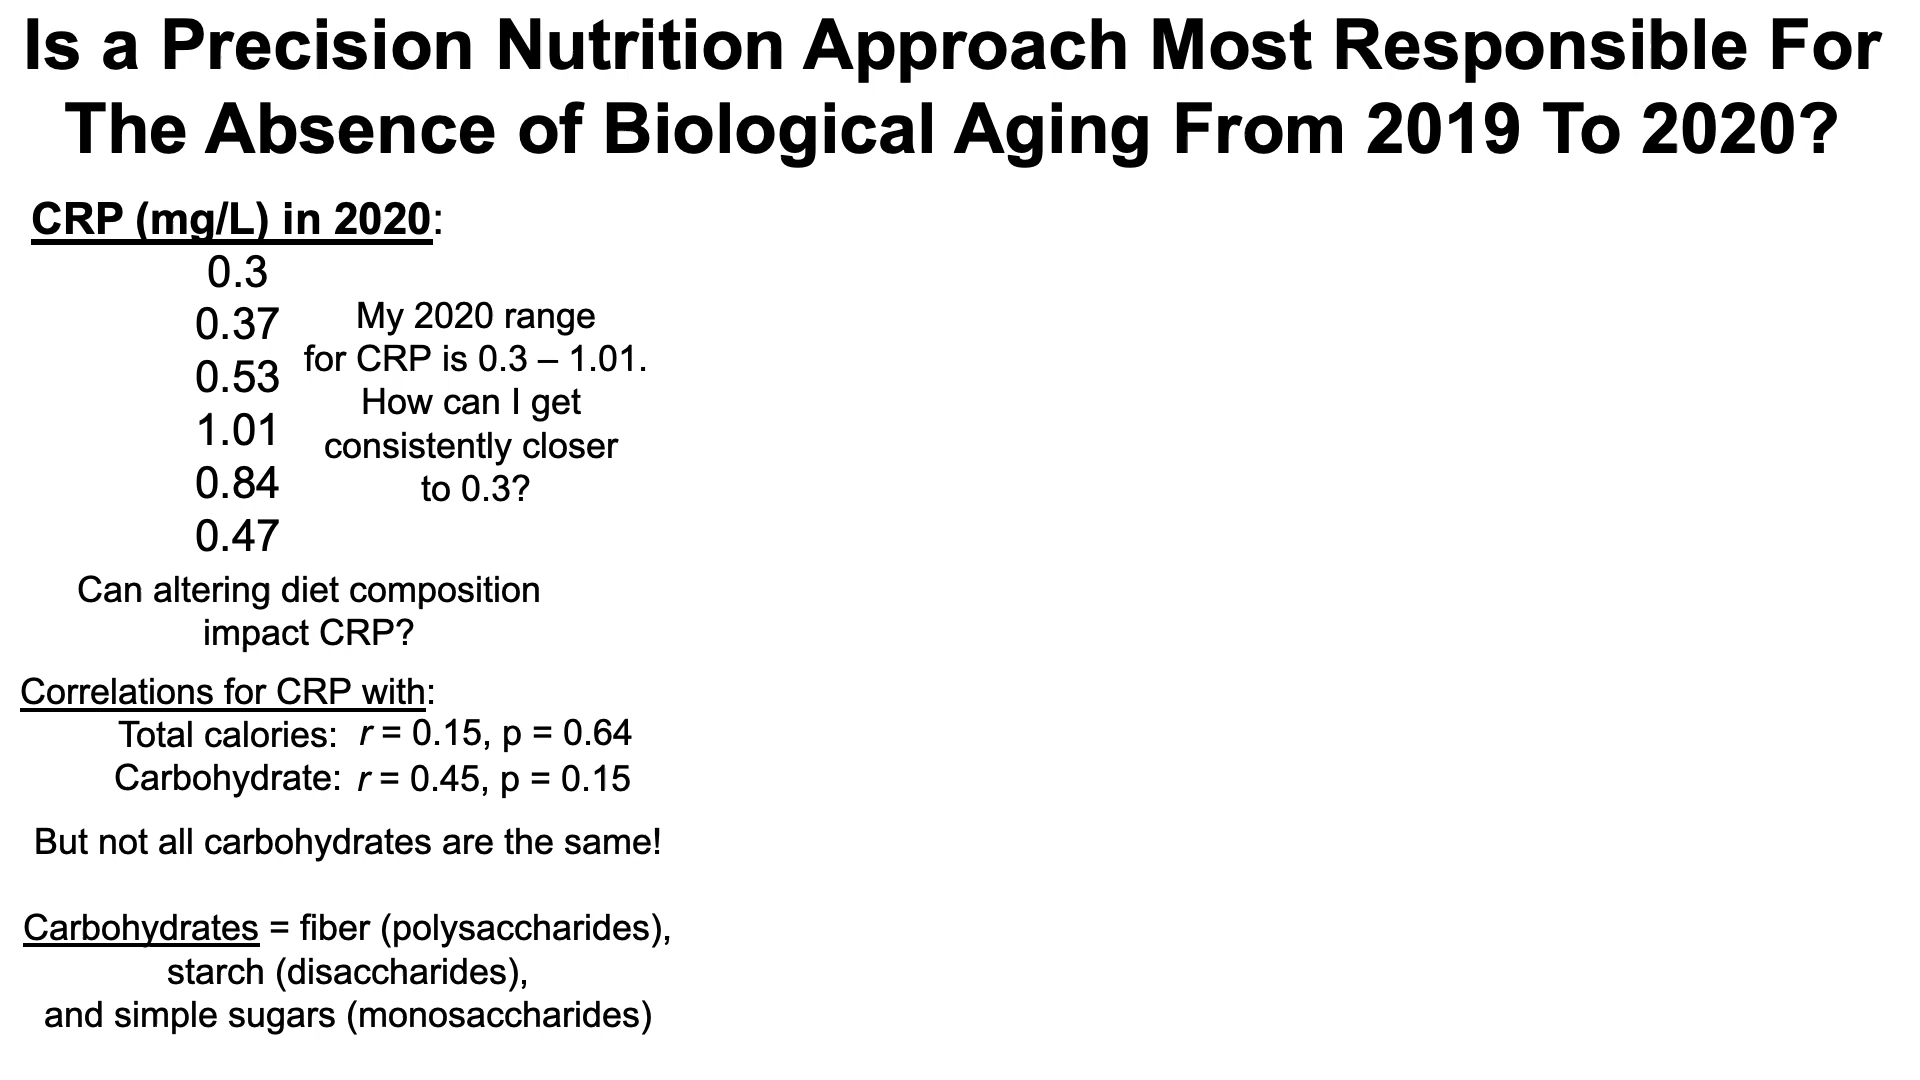 Is a Precision Nutrition Approach Most Responsible For
The Absence of Biological Aging From 2019 To 2020?
CRP (mg/L) in 2020:
0.3
0.37
0.53
1.01
0.84
0.47
My 2020 range
for CRP is 0.3 – 1.01.
How can I get
consistently closer
to 0.3?
Can altering diet composition
impact CRP?
Correlations for CRP with:
Total calories: r = 0.15, p = 0.64
Carbohydrate: r = 0.45, p = 0.15
But not all carbohydrates are the same!
Carbohydrates = fiber (polysaccharides),
starch (disaccharides),
and simple sugars (monosaccharides)